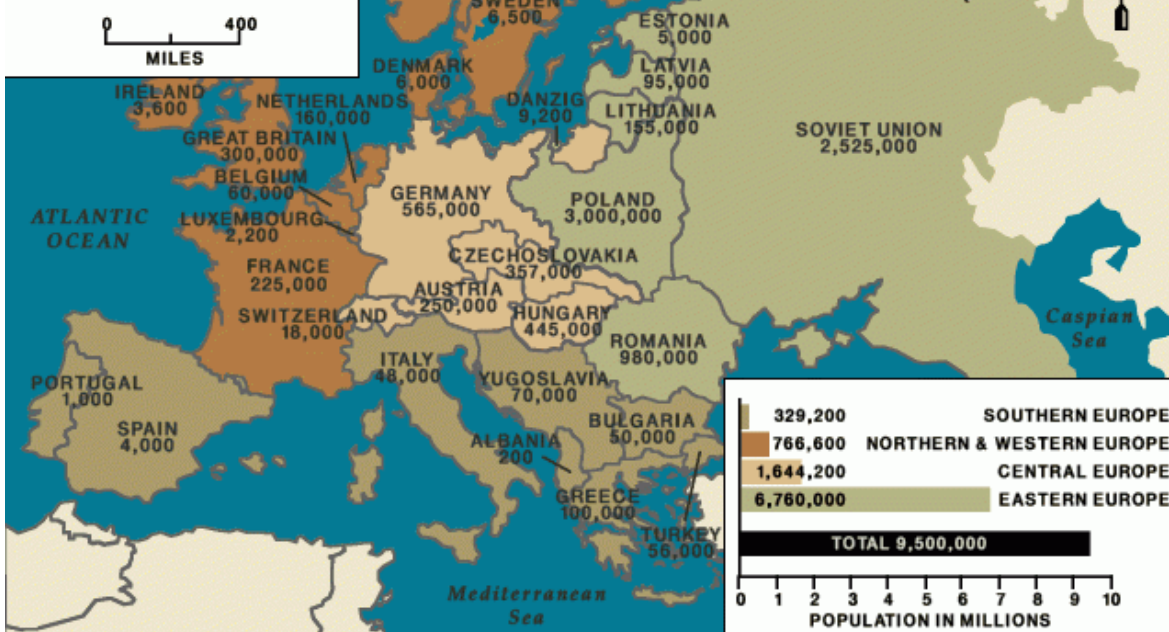 0 400
MILES
SWEDEN
6,500
ESTONIA
5,000
DENMARK
6,000
LATVIA
95,000
IRELAND
3,600
NETHERLANDS
160,000
DANZIG
9,200
LITHUANIA
155,000
GREAT BRITAIN
300,000
SOVIET UNION
2,525,000
BELGIUM
60,000
GERMANY
565,000
POLAND
3,000,000
ATLANTIC
OCEAN
LUXEMBOURG
2,200
CZECHOSLOVAKIA
357,000
FRANCE
225,000
AUSTRIA
250,000
SWITZERLAND
18,000
HUNGARY
445,000
Caspian
Sea
ROMANIA
980,000
ITALY
48,000
YUGOSLAVIA
70,000
PORTUGAL
1,000
SPAIN
4,000
BULGARIA
50,000
ALBANIA
200
GREECE
100,000
TURKEY
56,000
Mediterranean
Sea
329,200 SOUTHERN EUROPE
766,600 NORTHERN & WESTERN EUROPE
1,644,200 CENTRAL EUROPE
6,760,000 EASTERN EUROPE
TOTAL 9,500,000
0 1 2 3 4 5 6 7 8 9 10
POPULATION IN MILLIONS